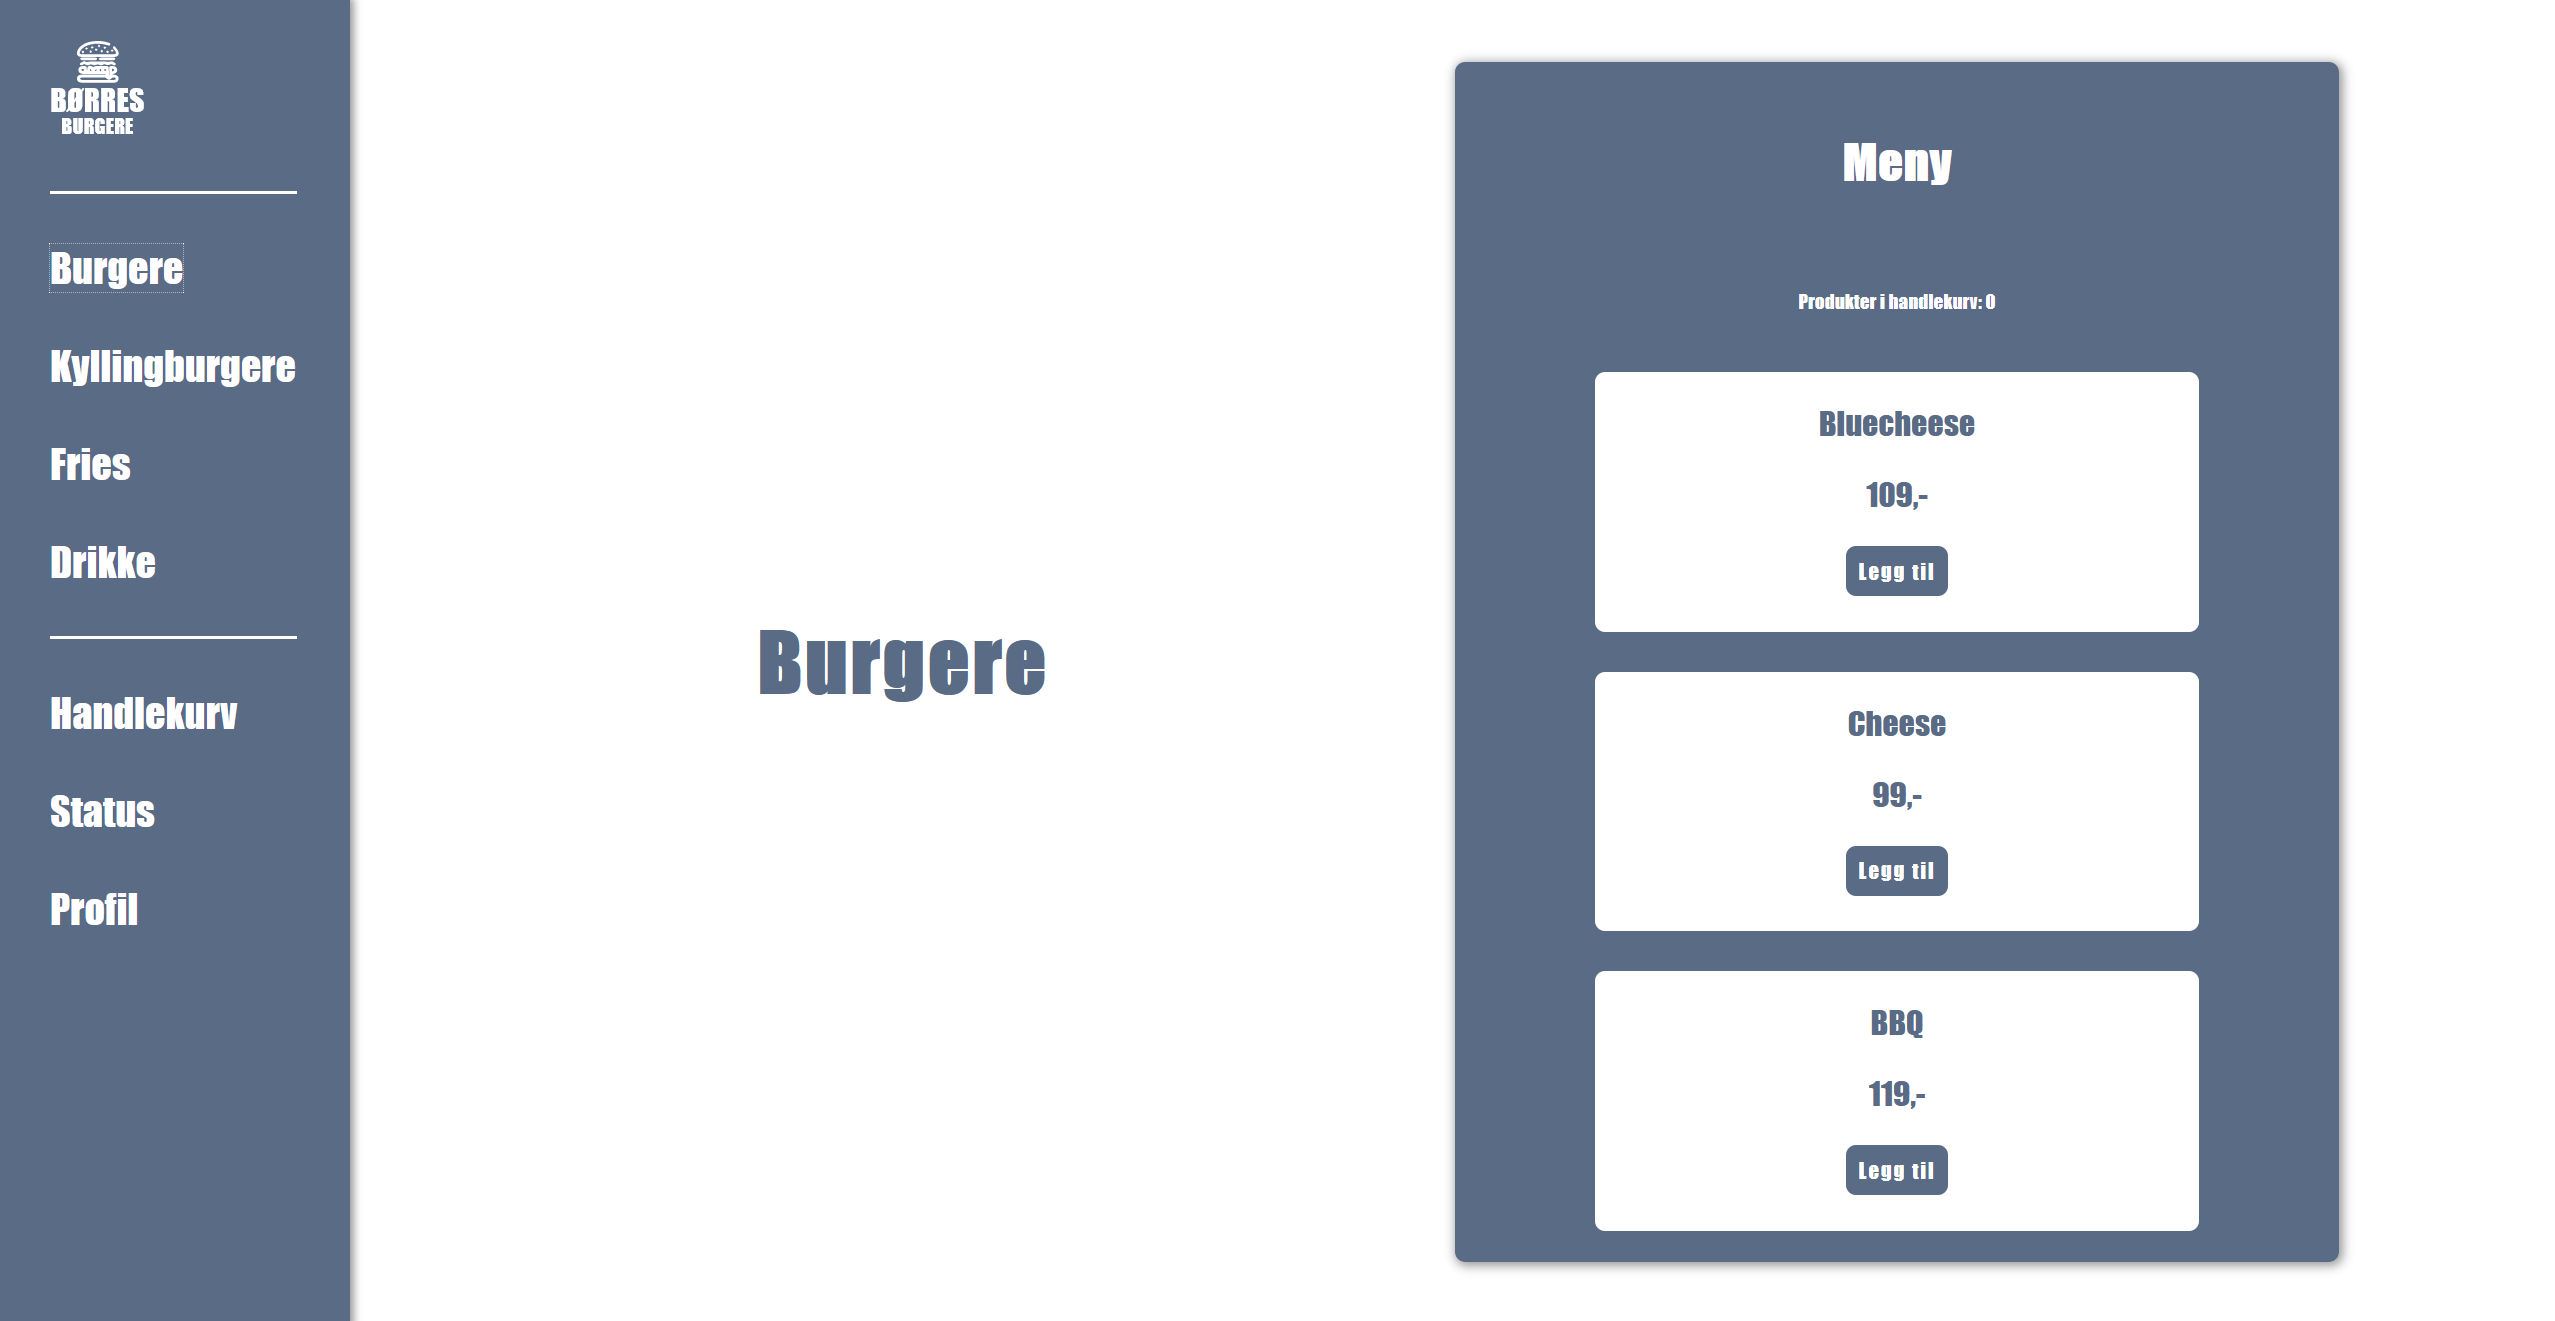 BØRRES
BURGERE
Burgere
Kyllingburgere
Fries
Drikke
Handlekurv
Status
Profil
Burgere
Meny
Produkter i handlekurv: 0
Bluecheese
109,-
Legg til
Cheese
99,-
Legg til
BBQ
119,-
Legg til